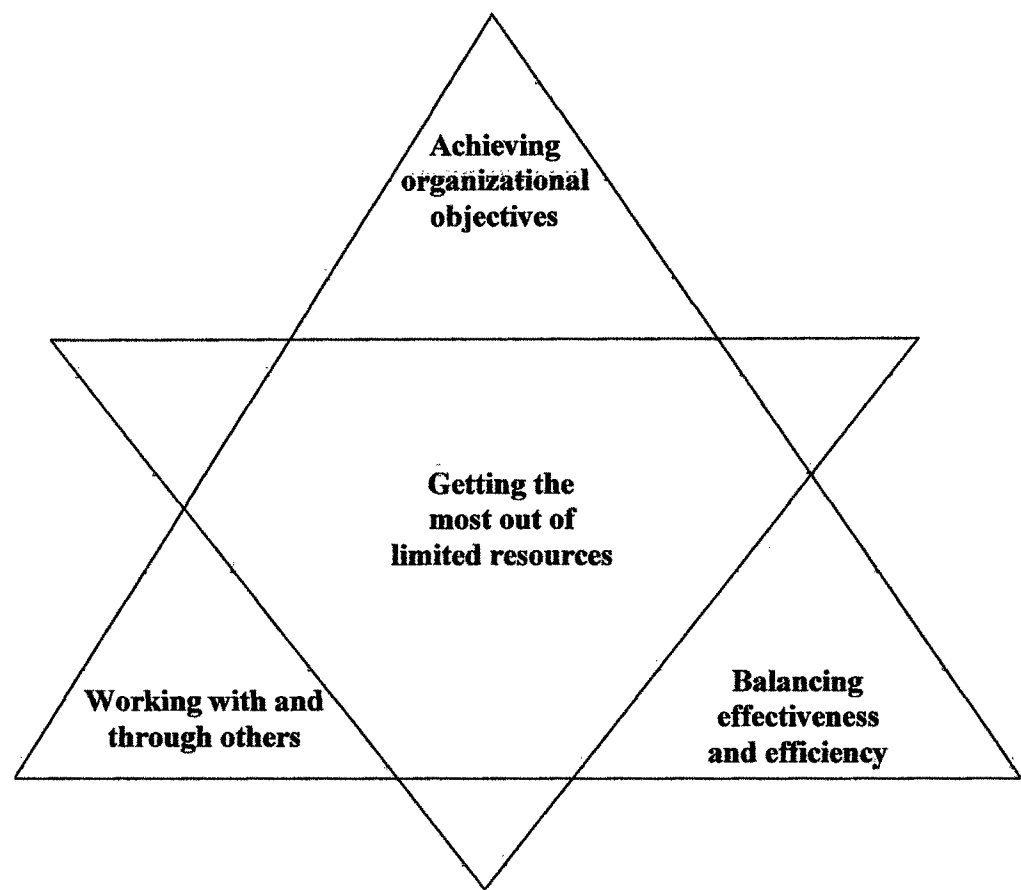 Achieving
organizational
objectives
Getting the
most out of
limited resources
Working with and
through others
Balancing
effectiveness
and efficiency